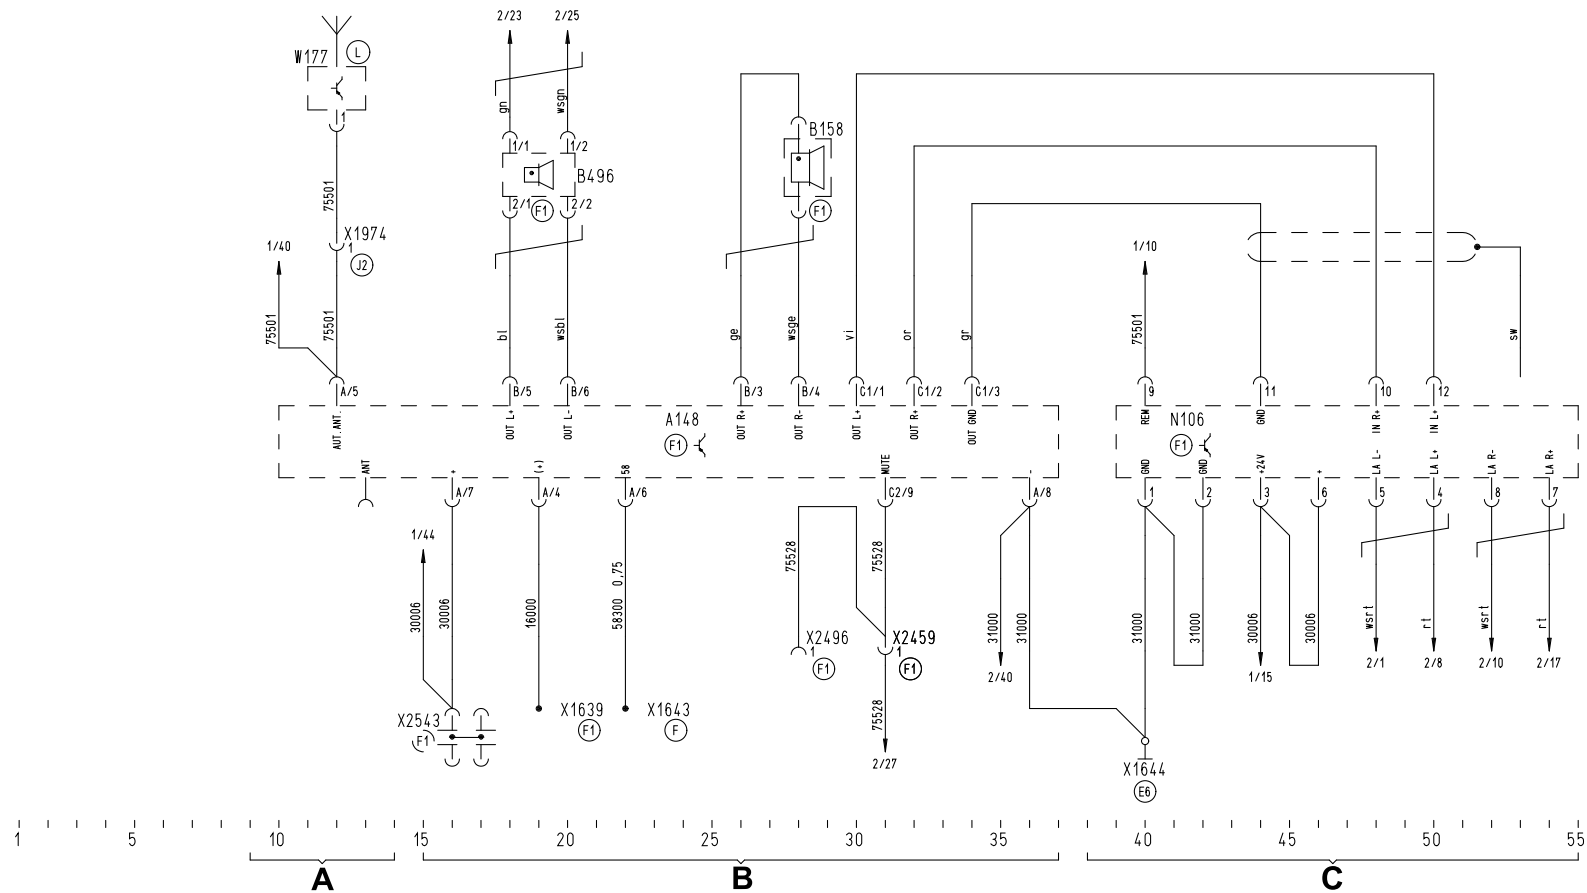 2/23
2/25
W177
L
1
gn
wsgn
1/1
1/2
B496
2/1
F1
2/2
B158
F1
75501
X1974
1
J2
1/40
75501
75501
bl
wsbl
ge
wsge
vi
or
gr
1/10
75501
sw
A/5
B/5
B/6
B/3
B/4
C1/1
C1/2
C1/3
9
11
10
12
AUT.ANT.
OUT L+
OUT L-
A148
F1
OUT R+
OUT R-
OUT L+
OUT R+
OUT GND
REM
N106
F1
GND
IN R+
IN L+
ANT
+
(+)
58
MUTE
-
GND
GND
+24V
+
LA L-
LA L+
LA R-
LA R+
A/7
A/4
A/6
C2/9
A/8
1
2
3
6
5
4
8
7
1/44
30006
30006
16000
58300 0,75
75528
75528
31000
31000
31000
31000
30006
30006
wsrt
rt
wsrt
rt
X2496
1
F1
X2459
1
F1
2/40
1/15
2/1
2/8
2/10
2/17
X2543
F1
X1639
F1
X1643
F
75528
2/27
X1644
E6
1
5
10
15
20
25
30
35
40
45
50
55
A
B
C